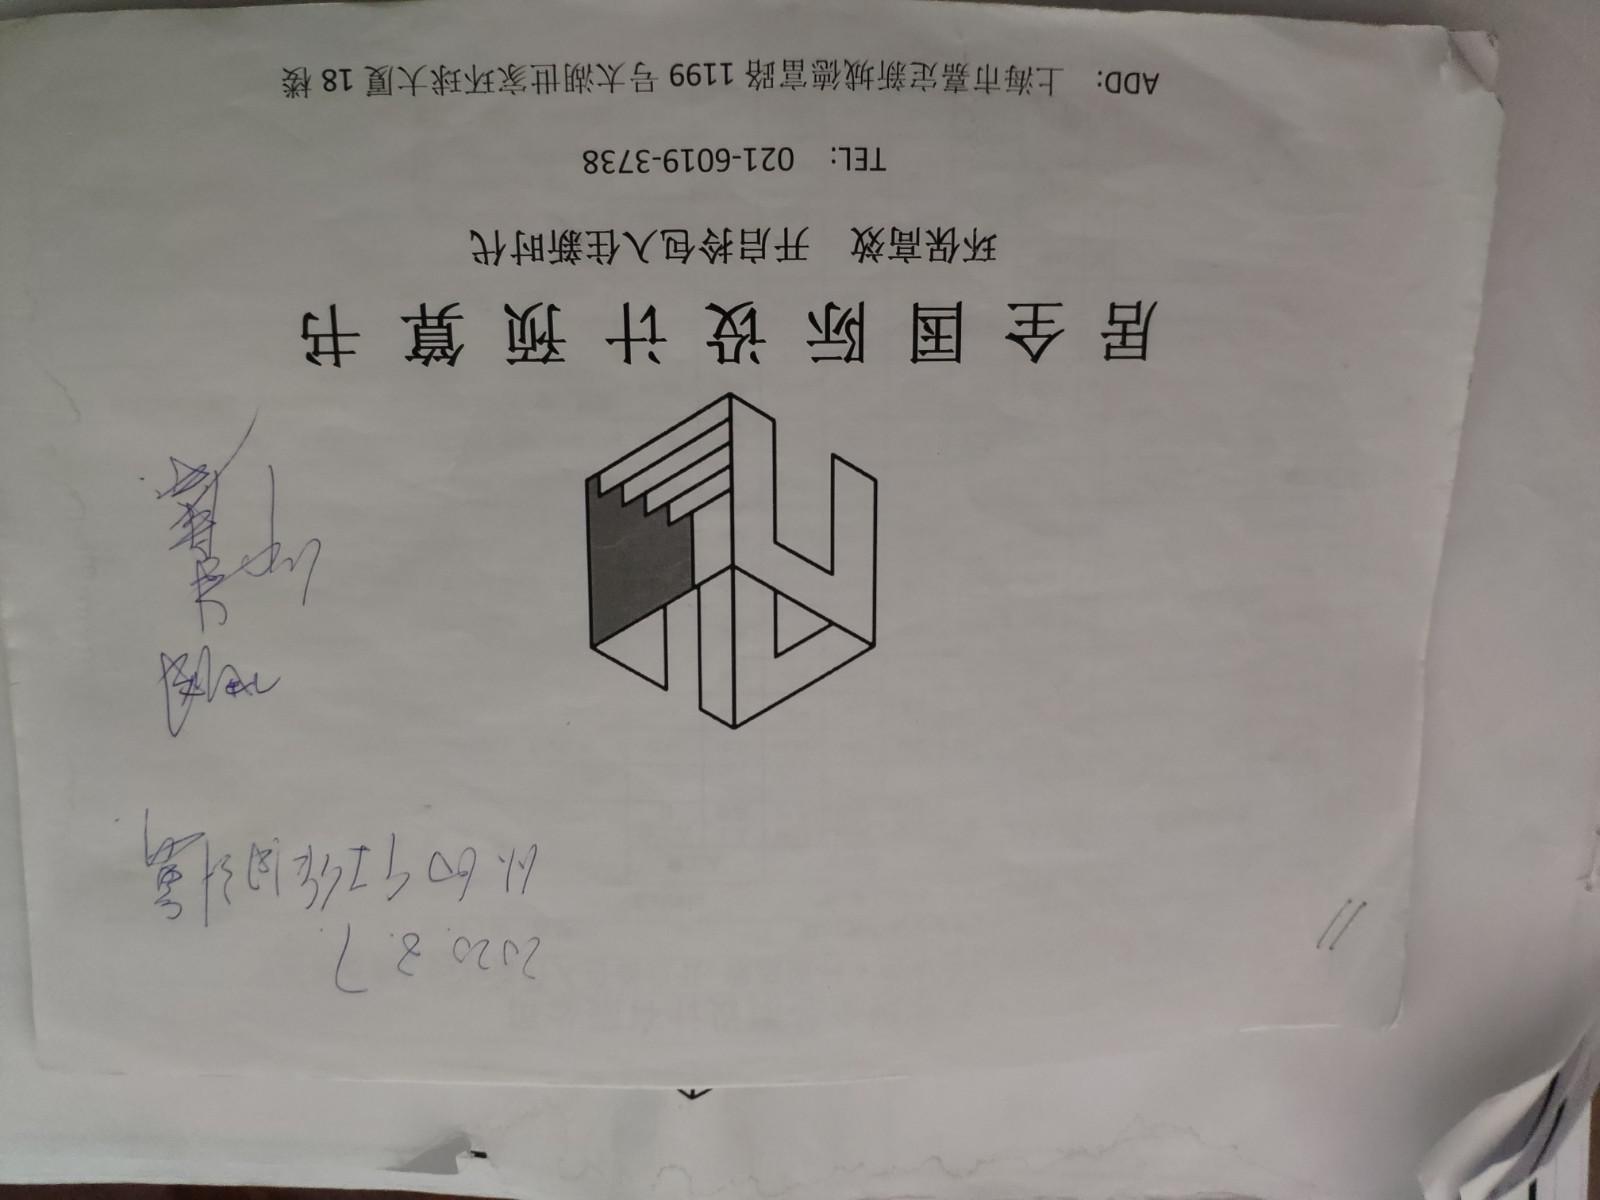 2020.8.7
居全国际设计预算书
环保高效 开启拎包入住新时代
TEL: 021-6019-3738
ADD: 上海市嘉定新城德富路 1199 号太湖世家环球大厦 18 楼